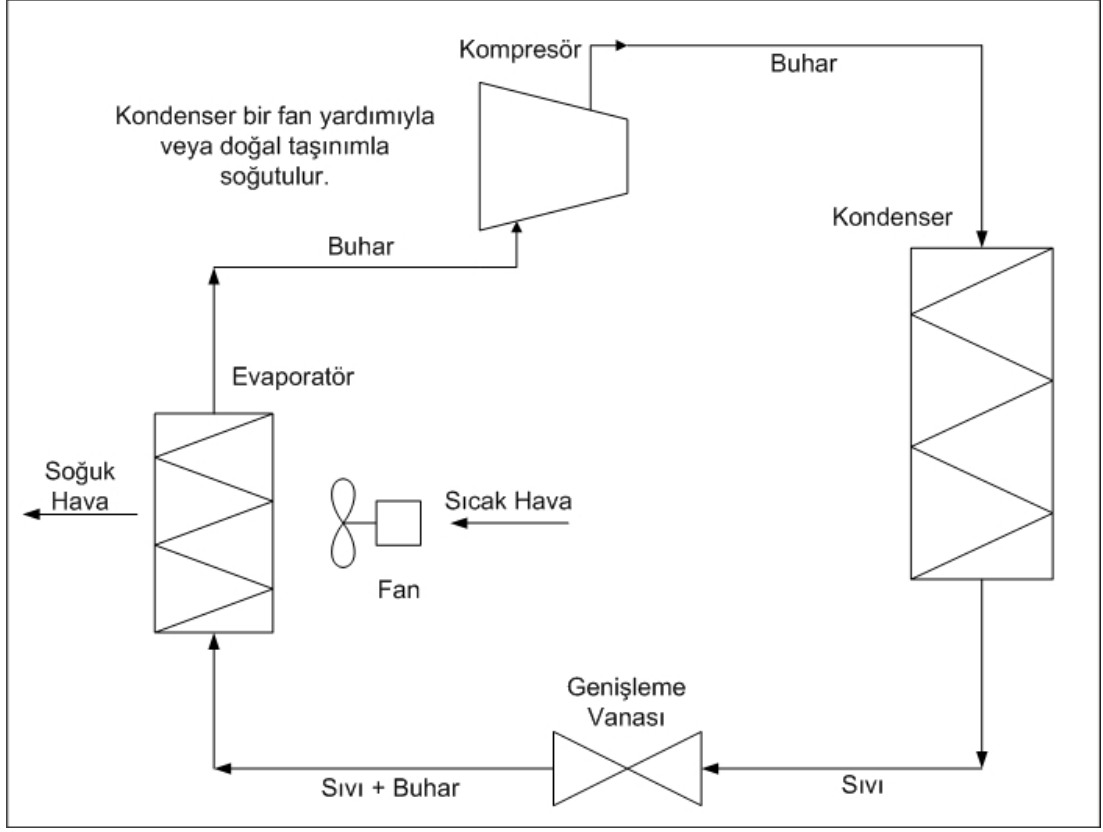 Kompresör
Buhar
Kondenser bir fan yardımıyla
veya doğal taşınımla
soğutulur.
Kondenser
Buhar
Evaporatör
Soğuk
Hava
Sıcak Hava
Fan
Genişleme
Vanası
Sıvı + Buhar
Sıvı